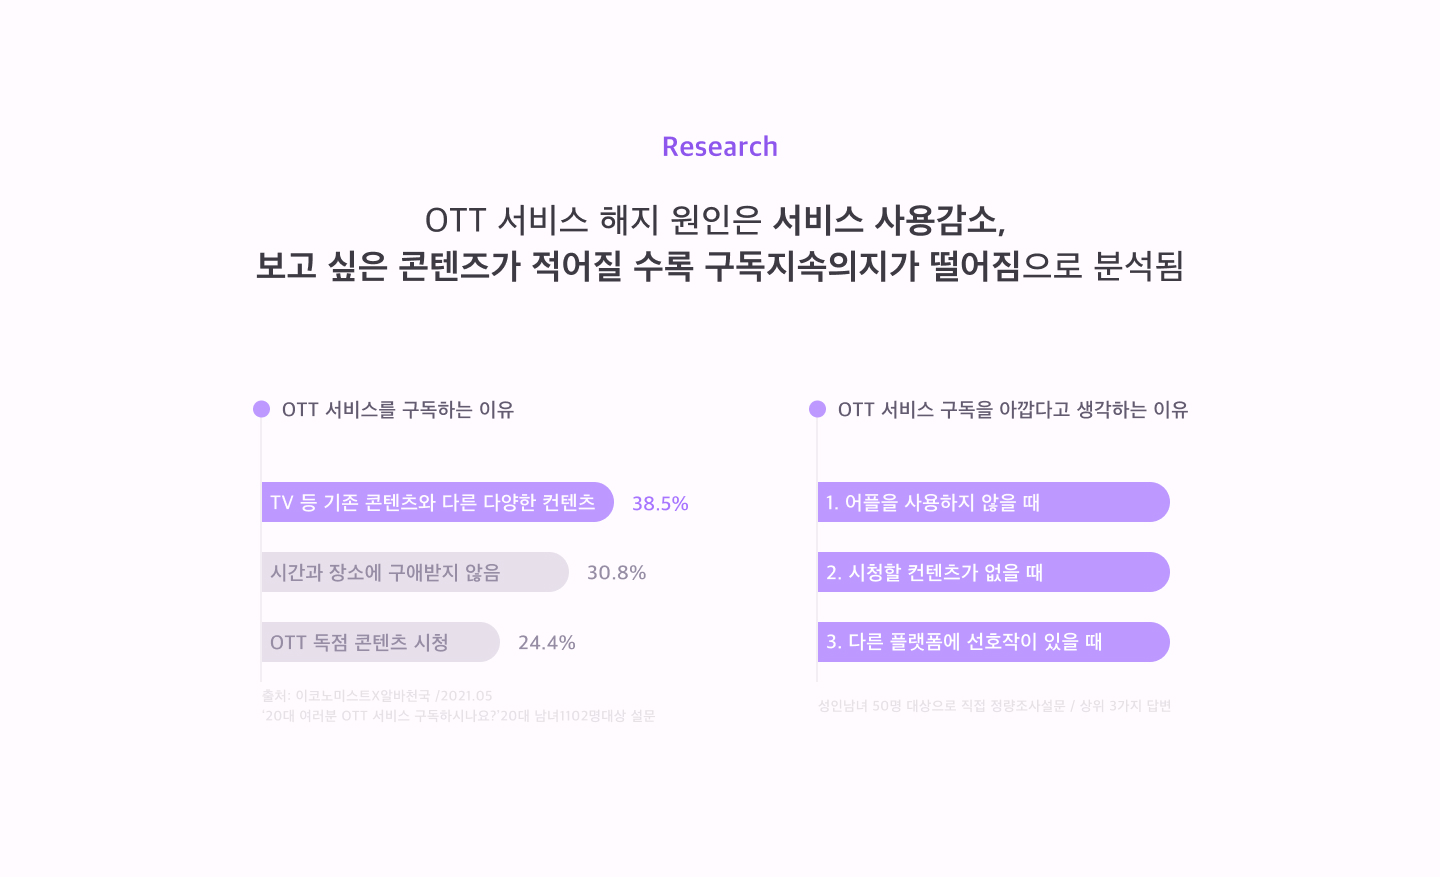 Research
OTT 서비스 해지 원인은 서비스 사용감소,
보고 싶은 콘텐즈가 적어질 수록 구독지속의지가 떨어짐으로 분석됨
OTT 서비스를 구독하는 이유
TV 등 기존 콘텐츠와 다른 다양한 컨텐츠 38.5%
시간과 장소에 구애받지 않음 30.8%
OTT 독점 콘텐츠 시청 24.4%
출처: 이코노미스트X알바천국 /2021.05
'20대 여러분 OTT 서비스 구독하시나요?'20대 남녀1102명대상 설문
OTT 서비스 구독을 아깝다고 생각하는 이유
1. 어플을 사용하지 않을 때
2. 시청할 컨텐츠가 없을 때
3. 다른 플랫폼에 선호작이 있을 때
성인남녀 50명 대상으로 직접 정량조사설문 / 상위 3가지 답변